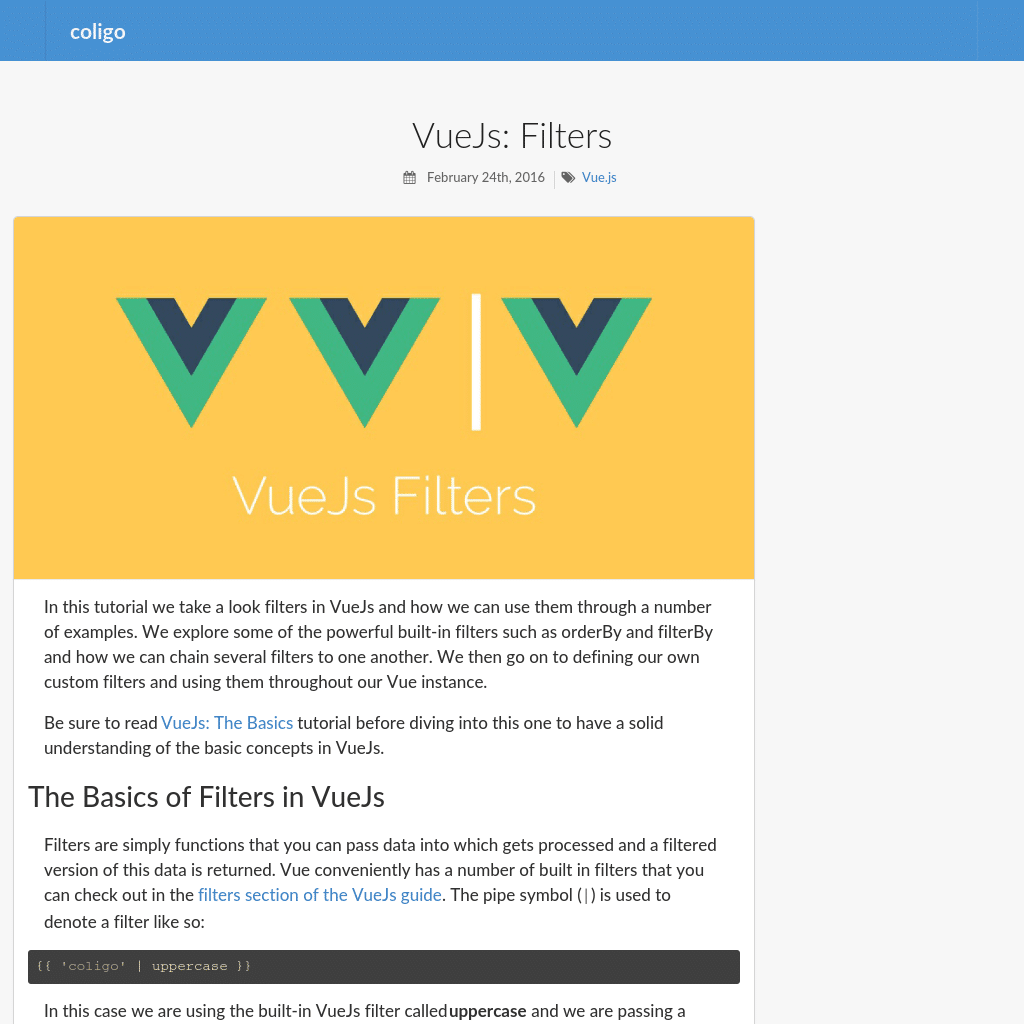 coligo
VueJs: Filters
February 24th, 2016 Vue.js
VueJs Filters
In this tutorial we take a look filters in VueJs and how we can use them through a number
of examples. We explore some of the powerful built-in filters such as orderBy and filterBy
and how we can chain several filters to one another. We then go on to defining our own
custom filters and using them throughout our Vue instance.
Be sure to read VueJs: The Basics tutorial before diving into this one to have a solid
understanding of the basic concepts in VueJs.
The Basics of Filters in VueJs
Filters are simply functions that you can pass data into which gets processed and a filtered
version of this data is returned. Vue conveniently has a number of built in filters that you
can check out in the filters section of the VueJs guide. The pipe symbol (|) is used to
denote a filter like so:
{{ 'coligo' | uppercase }}
In this case we are using the built-in VueJs filter called uppercase and we are passing a